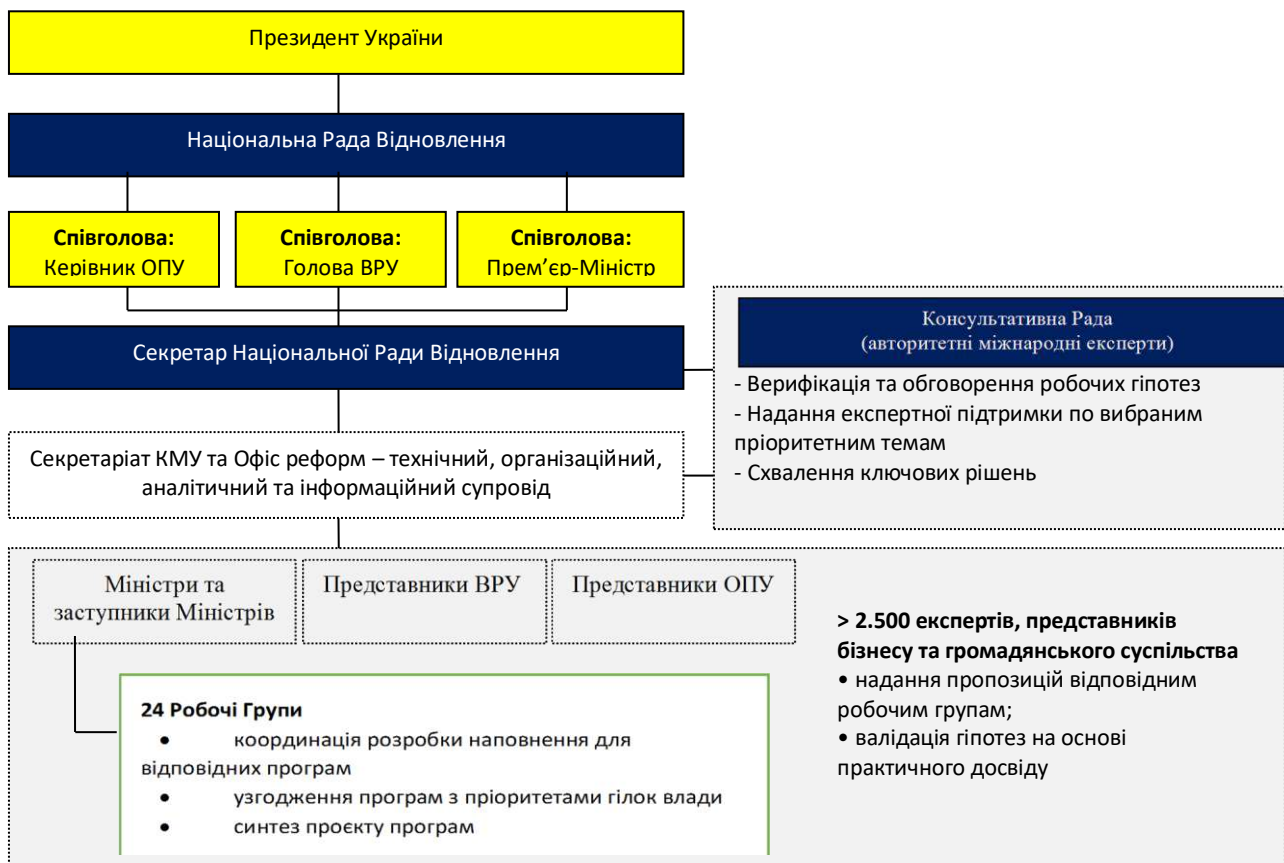 Президент України
Національна Рада Відновлення
Співголова:
Керівник ОПУ
Співголова:
Голова ВРУ
Співголова:
Прем’єр-Міністр
Секретар Національної Ради Відновлення
Консультативна Рада
(авторитетні міжнародні експерти)
- Верифікація та обговорення робочих гіпотез
- Надання експертної підтримки по вибраним
пріоритетним темам
- Схвалення ключових рішень
Секретаріат КМУ та Офіс реформ – технічний, організаційний,
аналітичний та інформаційний супровід
Міністри та
заступники Міністрів
Представники ВРУ
Представники ОПУ
> 2.500 експертів, представників
бізнесу та громадянського суспільства
• надання пропозицій відповідним
робочим групам;
• валідація гіпотез на основі
практичного досвіду
24 Робочі Групи
• координація розробки наповнення для
відповідних програм
• узгодження програм з пріоритетами гілок влади
• синтез проєкту програм